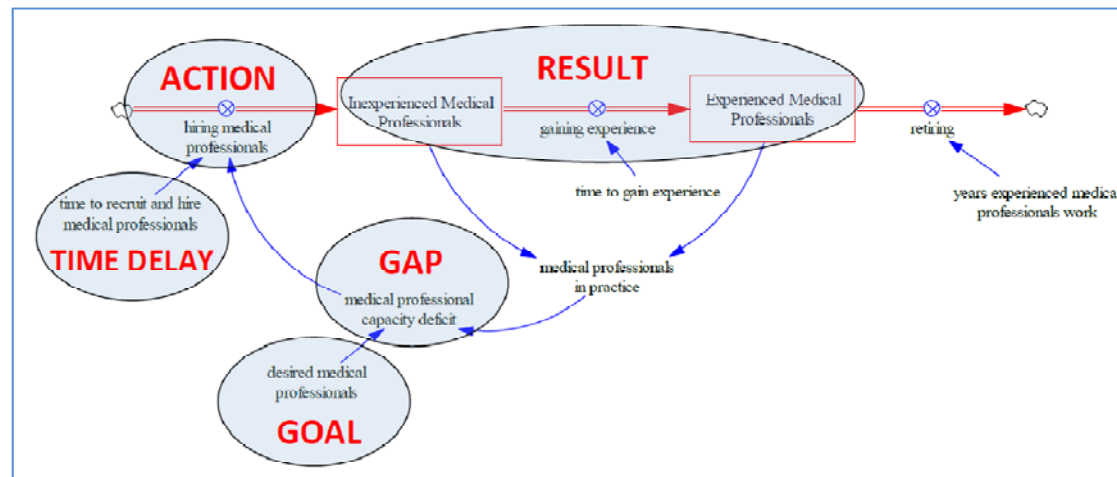 ACTION
hiring medical
professionals
RESULT
Inexperienced Medical
Professionals
gaining experience
Experienced Medical
Professionals
retiring
time to gain experience
years experienced medical
professionals work
time to recruit and hire
medical professionals
TIME DELAY
GAP
medical professional
capacity deficit
medical professionals
in practice
desired medical
professionals
GOAL